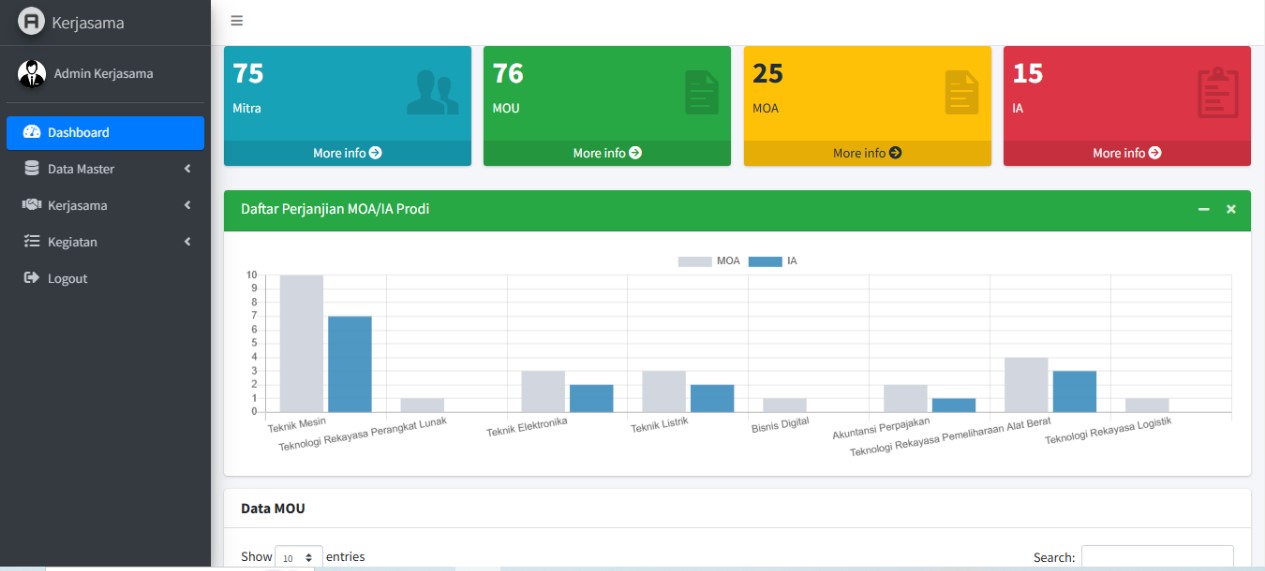 Kerjasama
Admin Kerjasama
Dashboard
Data Master
Kerjasama
Kegiatan
Logout
75
Mitra
More info
76
MOU
More info
25
MOA
More info
15
IA
More info
Daftar Perjanjian MOA/IA Prodi
MOA IA
10
9
8
7
6
5
4
3
2
1
0
Teknik Mesin
Teknologi Rekayasa Perangkat Lunak
Teknik Elektronika
Teknik Listrik
Bisnis Digital
Akuntansi Perpajakan
Teknologi Rekayasa Pemeliharaan Alat Berat
Teknologi Rekayasa Logistik
Data MOU
Show 10 entries
Search: